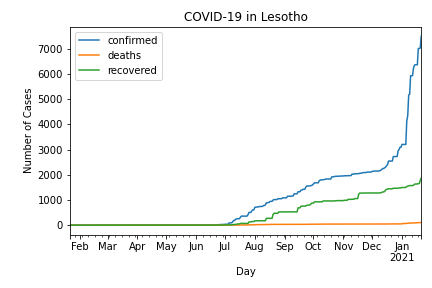 COVID-19 in Lesotho
confirmed
deaths
recovered
Number of Cases
7000
6000
5000
4000
3000
2000
1000
0
Feb Mar Apr May Jun Jul Aug Sep Oct Nov Dec Jan
2021
Day